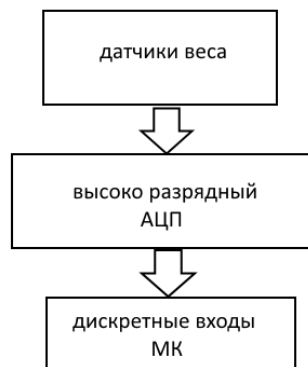 датчики веса
высоко разрядный
АЦП
дискретные входы
МК